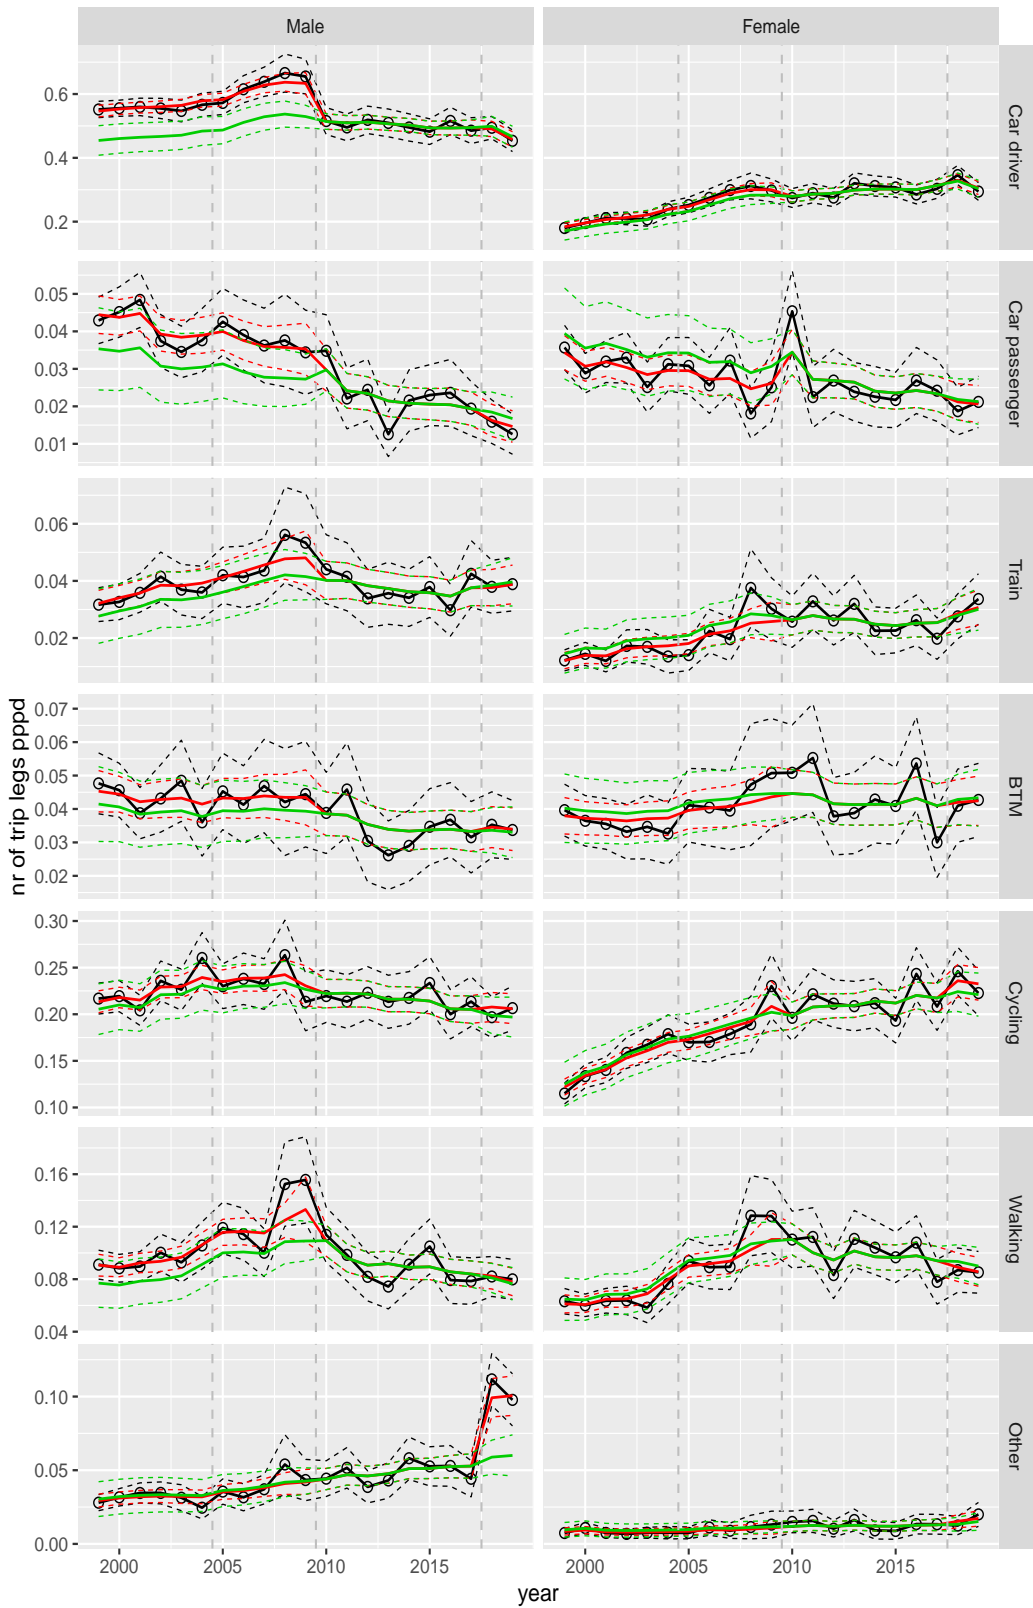 Male Female
0.6
0.4
0.2
Car driver
0.05
0.04
0.03
0.02
0.01
Car passenger
0.06
0.04
0.02
Train
0.07
0.06
0.05
0.04
0.03
0.02
BTM
nr of trip legs pppd
0.30
0.25
0.20
0.15
0.10
Cycling
0.16
0.12
0.08
0.04
Walking
0.10
0.05
0.00
Other
2000 2005 2010 2015 2000 2005 2010 2015
year